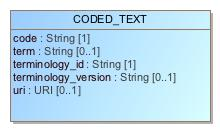 CODED_TEXT
code : String [1]
term : String [0..1]
terminology_id : String [1]
terminology_version : String [0..1]
uri : URI [0..1]